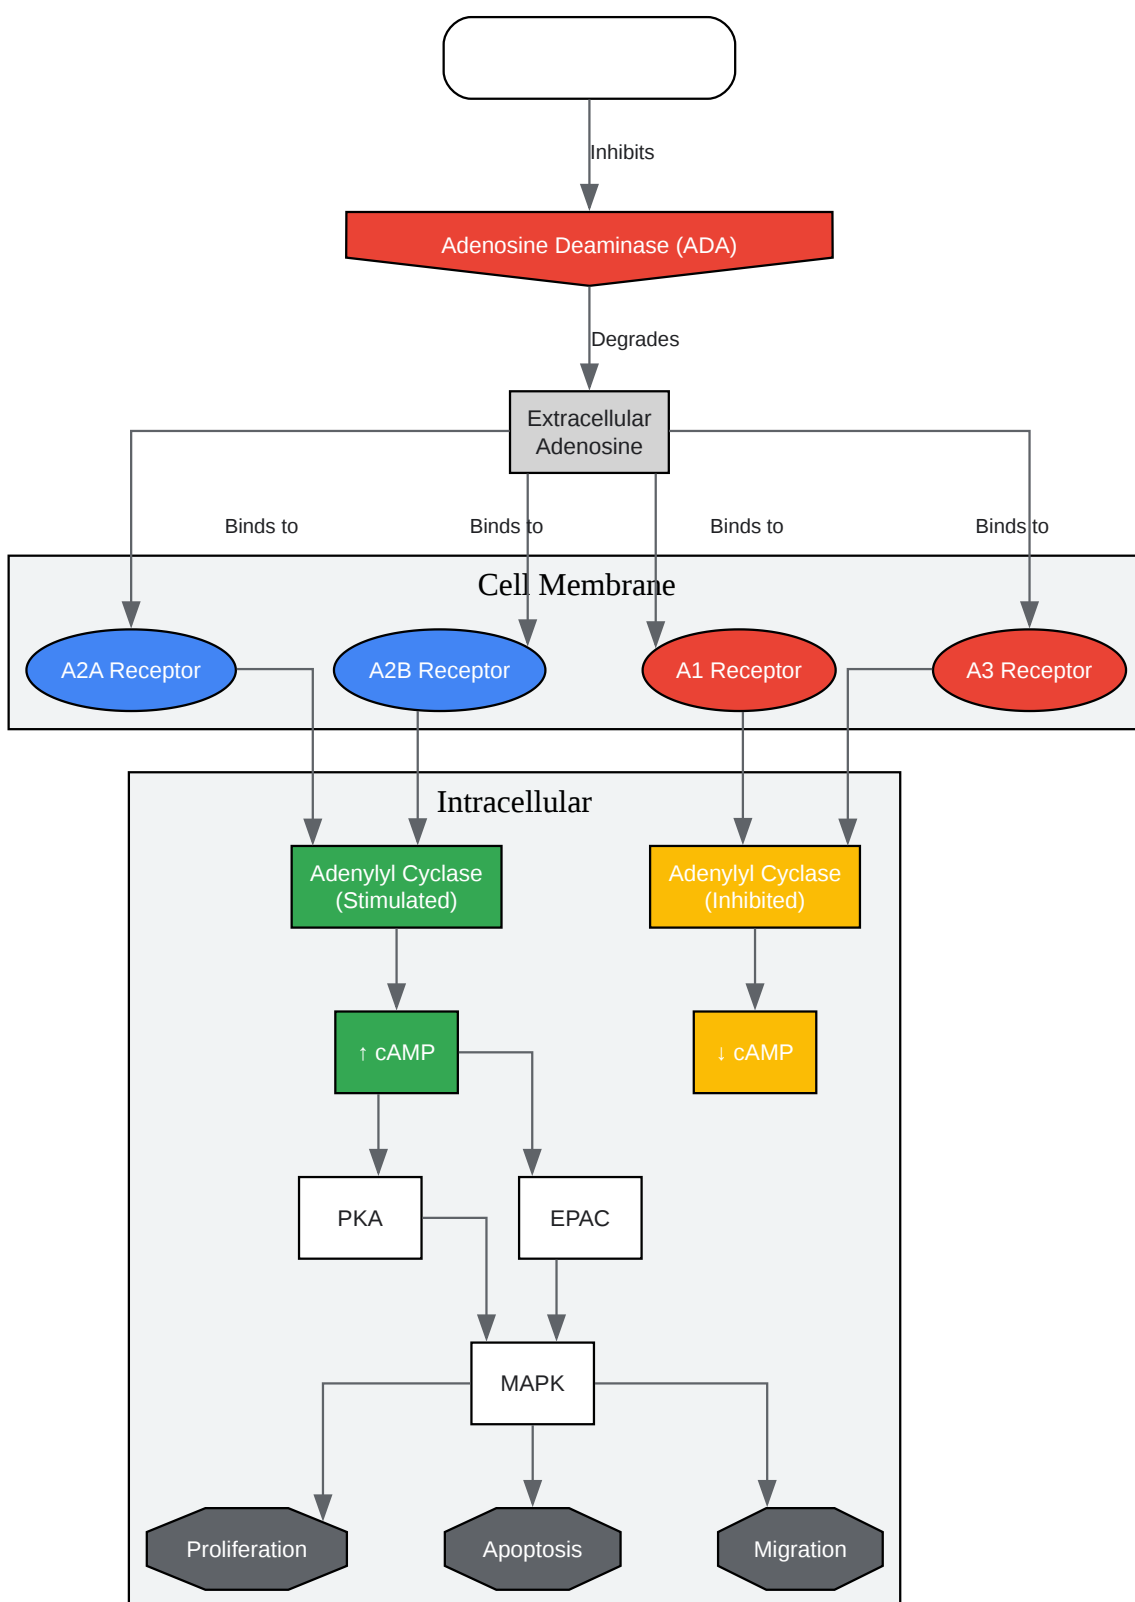 Inhibits
Adenosine Deaminase (ADA)
Degrades
Extracellular
Adenosine
Binds to
Binds to
Binds to
Binds to
Cell Membrane
A2A Receptor
A2B Receptor
A1 Receptor
A3 Receptor
Intracellular
Adenylyl Cyclase
(Stimulated)
Adenylyl Cyclase
(Inhibited)
↑ cAMP
↓ cAMP
PKA
EPAC
MAPK
Proliferation
Apoptosis
Migration